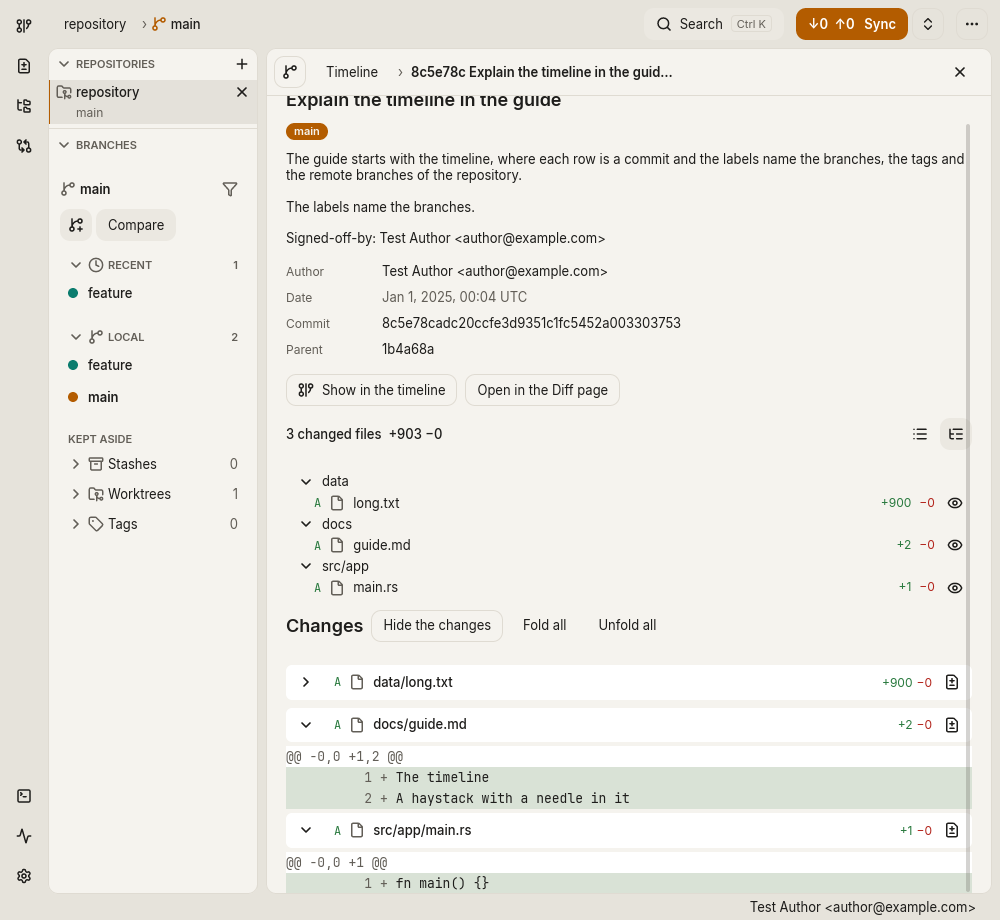 repository › main
Search Ctrl K
↓0 ↑0 Sync
REPOSITORIES
repository
main
BRANCHES
main
Compare
RECENT 1
feature
LOCAL 2
feature
main
KEPT ASIDE
Stashes 0
Worktrees 1
Tags 0
Timeline › 8c5e78c Explain the timeline in the guid…
Explain the timeline in the guide
main
The guide starts with the timeline, where each row is a commit and the labels name the branches, the tags and
the remote branches of the repository.
The labels name the branches.
Signed-off-by: Test Author <author@example.com>
Author Test Author <author@example.com>
Date Jan 1, 2025, 00:04 UTC
Commit 8c5e78cadc20ccfe3d9351c1fc5452a003303753
Parent 1b4a68a
Show in the timeline Open in the Diff page
3 changed files +903 −0
data
A long.txt +900 −0
docs
A guide.md +2 −0
src/app
A main.rs +1 −0
Changes Hide the changes Fold all Unfold all
A data/long.txt +900 −0
A docs/guide.md +2 −0
@@ -0,0 +1,2 @@
1 + The timeline
2 + A haystack with a needle in it
A src/app/main.rs +1 −0
@@ -0,0 +1 @@
1 + fn main() {}
Test Author <author@example.com>